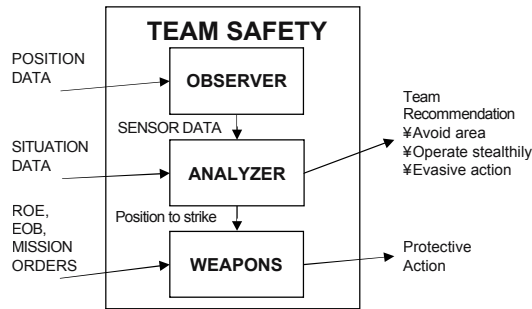 TEAM SAFETY
POSITION
DATA
OBSERVER
SENSOR DATA
SITUATION
DATA
ANALYZER
Team
Recommendation
¥Avoid area
¥Operate stealthily
¥Evasive action
Position to strike
ROE,
EOB,
MISSION
ORDERS
WEAPONS
Protective
Action